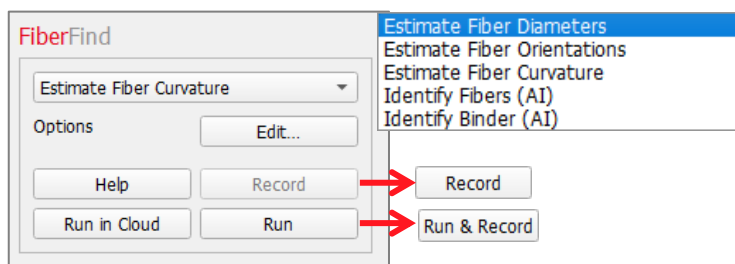 FiberFind
Estimate Fiber Curvature
Options
Edit...
Help
Record
Run in Cloud
Run
Estimate Fiber Diameters
Estimate Fiber Orientations
Estimate Fiber Curvature
Identify Fibers (AI)
Identify Binder (AI)
Record
Run & Record